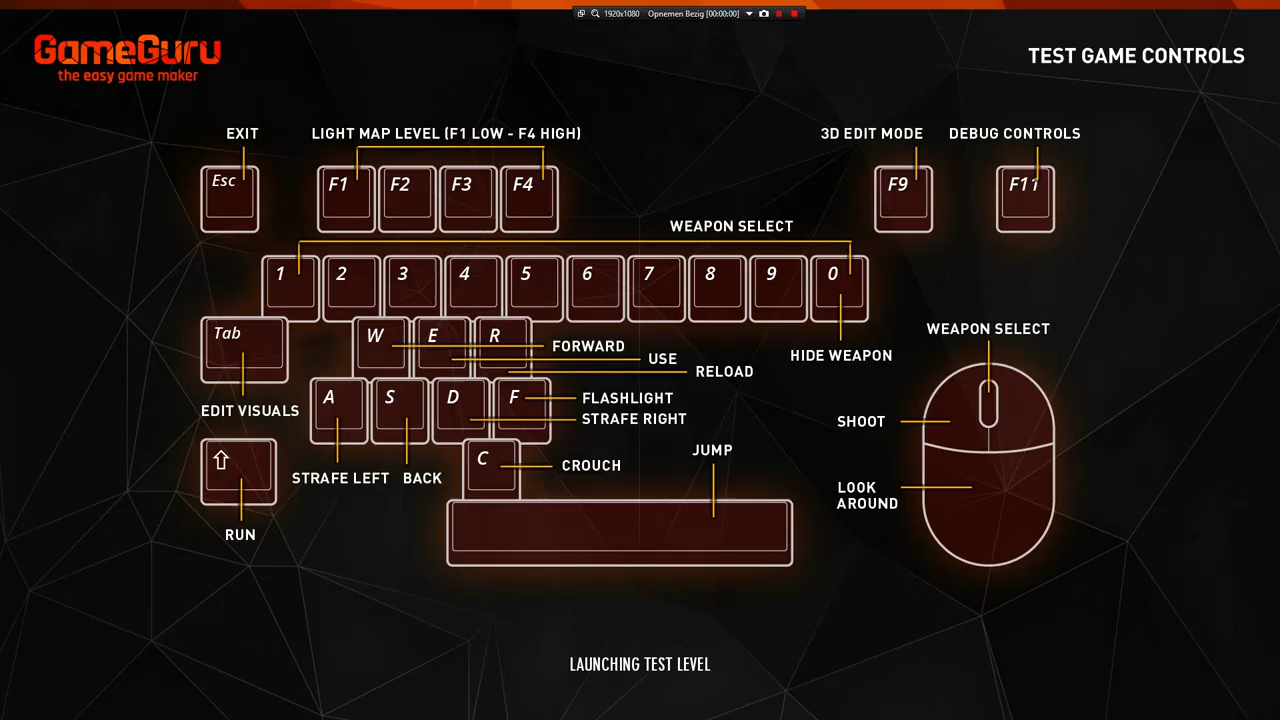 1920x1080 Opnemen Bezig [00:00:00]
GameGuru
the easy game maker
TEST GAME CONTROLS
EXIT
LIGHT MAP LEVEL (F1 LOW - F4 HIGH)
3D EDIT MODE
DEBUG CONTROLS
Esc
F1
F2
F3
F4
F9
F11
WEAPON SELECT
1
2
3
4
5
6
7
8
9
0
Tab
W
E
R
FORWARD
USE
RELOAD
HIDE WEAPON
WEAPON SELECT
EDIT VISUALS
A
S
D
F
FLASHLIGHT
STRAFE RIGHT
SHOOT
STRAFE LEFT
BACK
C
CROUCH
JUMP
LOOK
AROUND
RUN
LAUNCHING TEST LEVEL